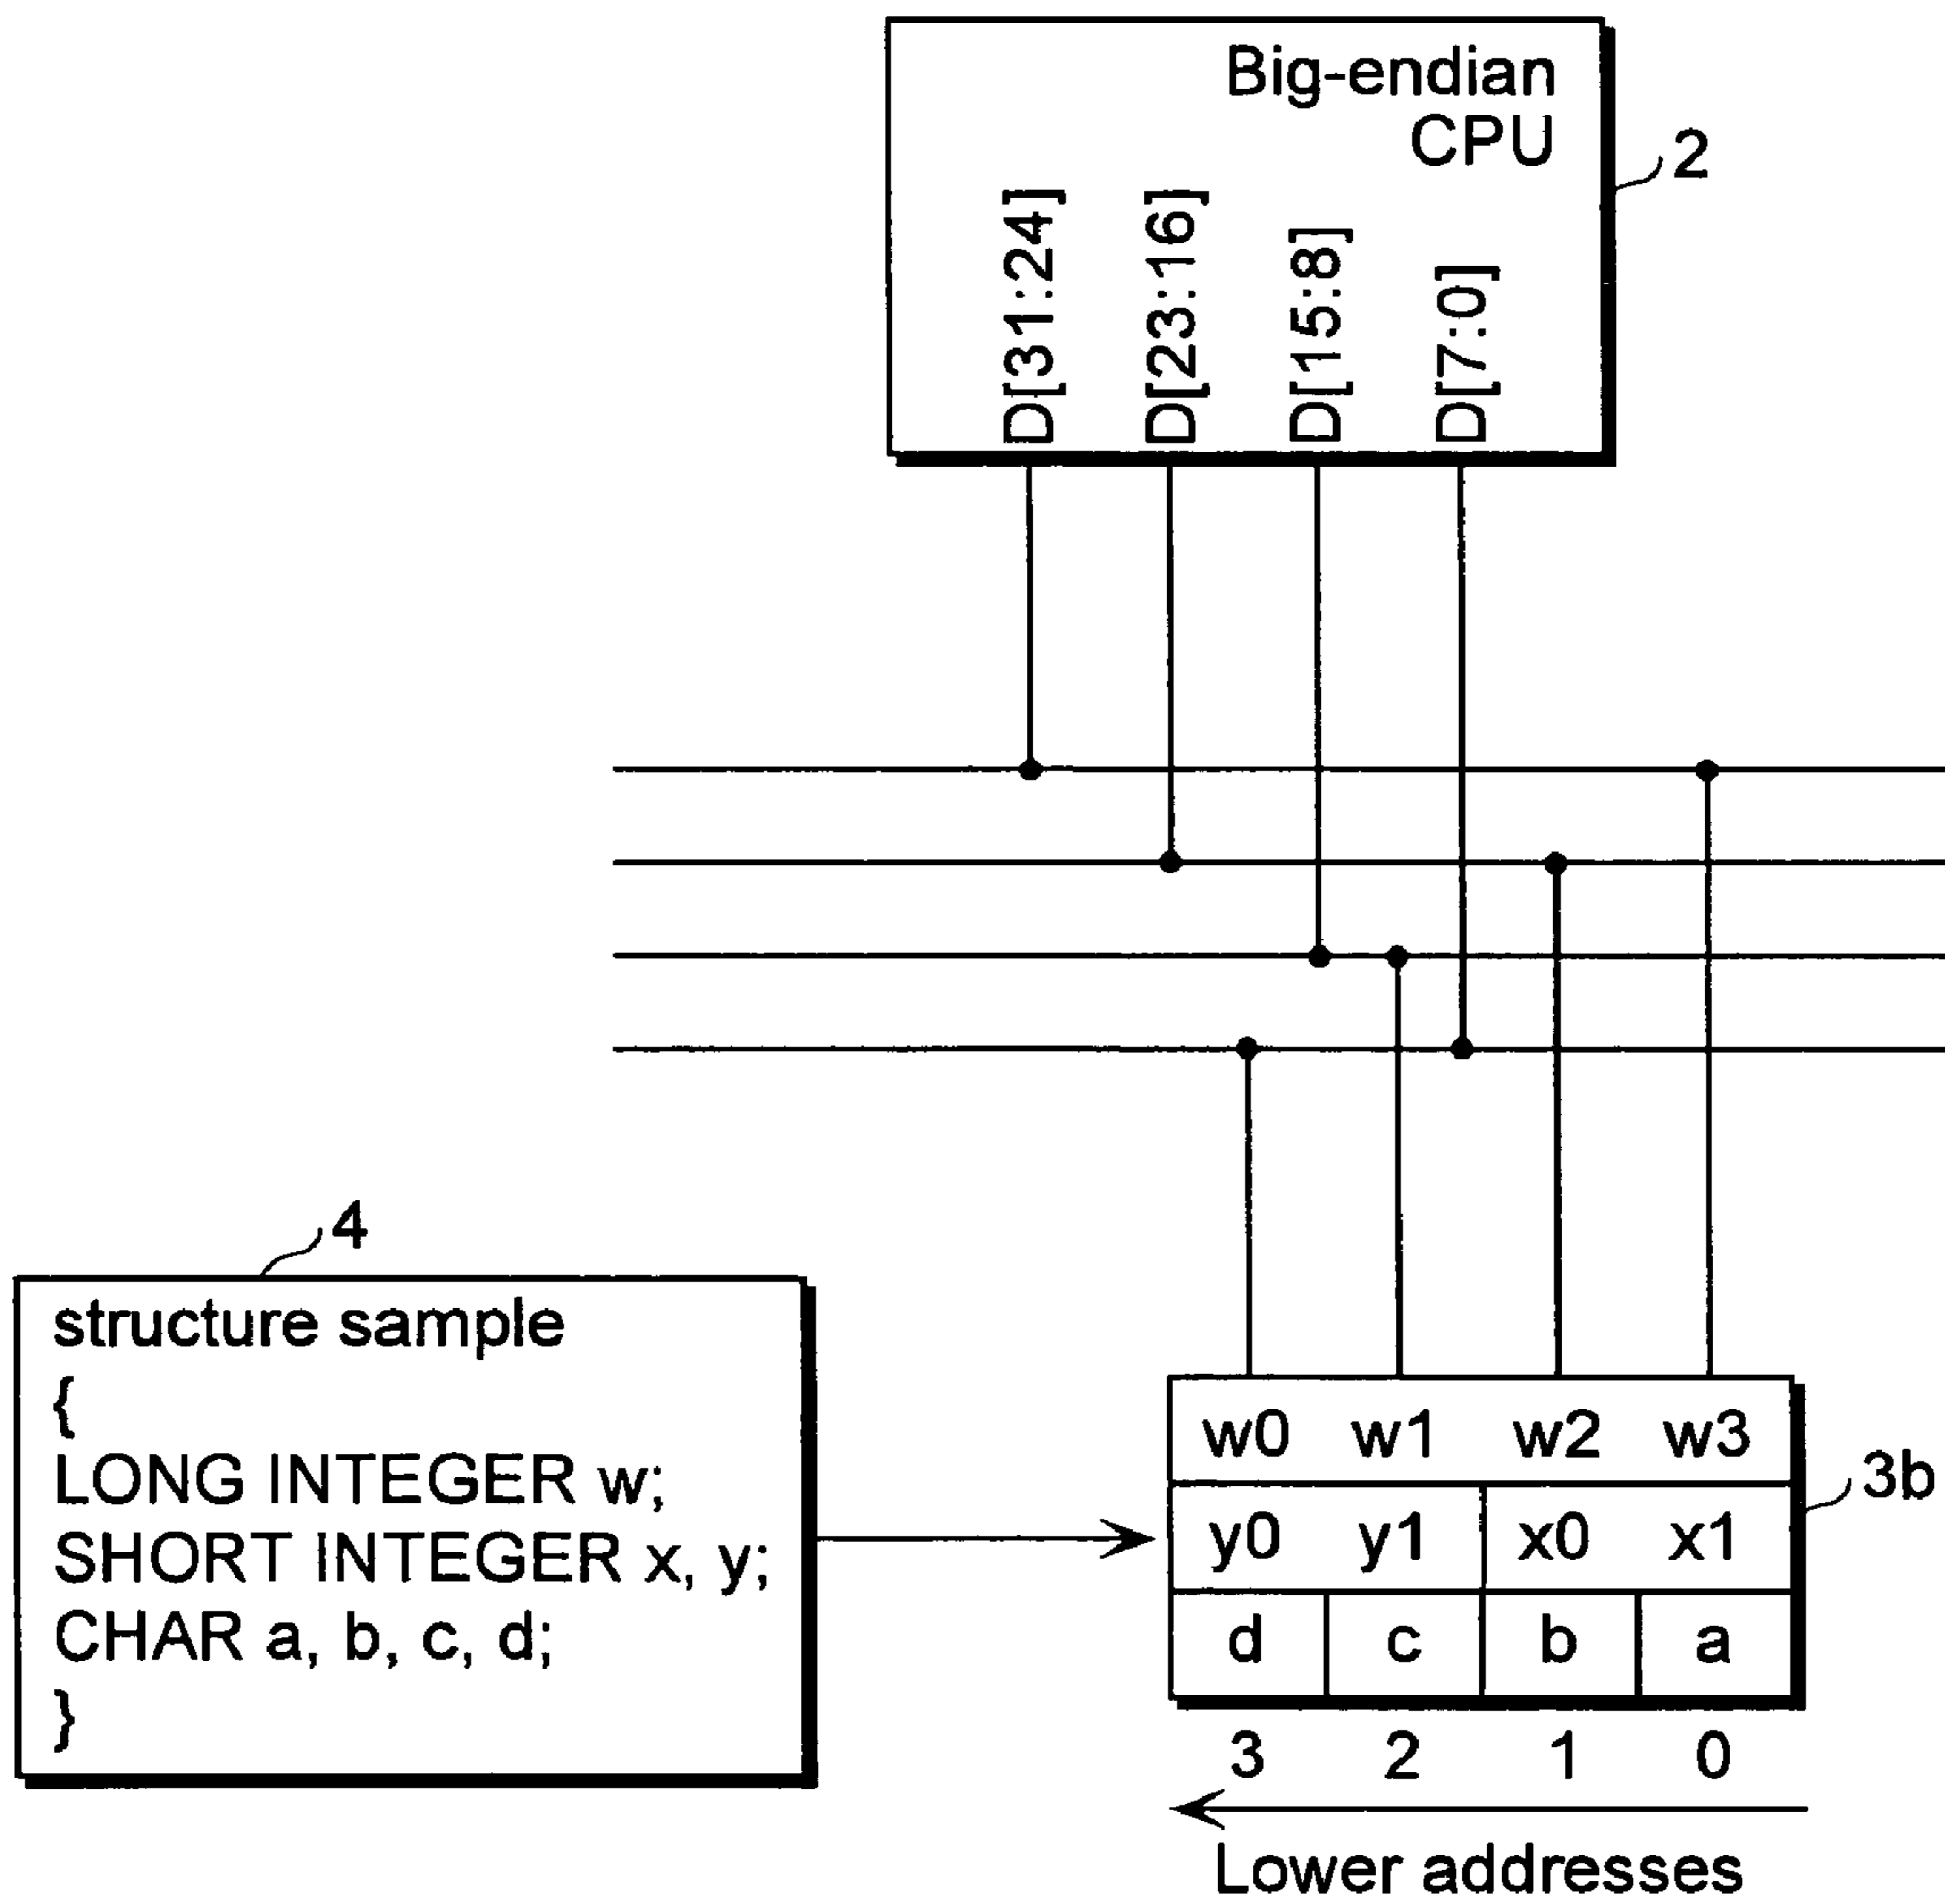 Big-endian
CPU
2
D[31:24]
D[23:16]
D[15:8]
D[7:0]
4
structure sample
{
LONG INTEGER w;
SHORT INTEGER x, y;
CHAR a, b, c, d;
}
w0 w1 w2 w3
3b
y0 y1 x0 x1
d c b a
3 2 1 0
Lower addresses